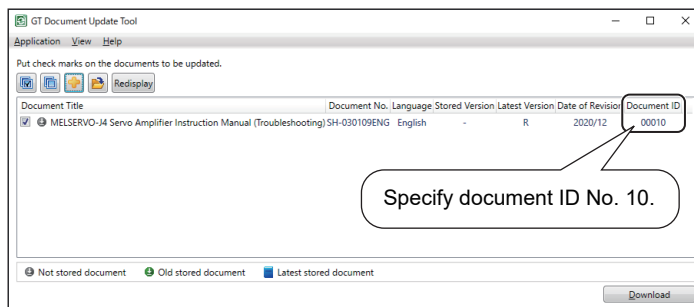 GT Document Update Tool
Application View Help
Put check marks on the documents to be updated.
Redisplay
Document Title Document No. Language Stored Version Latest Version Date of Revision Document ID
MELSERVO-J4 Servo Amplifier Instruction Manual (Troubleshooting) SH-030109ENG English - R 2020/12 00010
Specify document ID No. 10.
Not stored document Old stored document Latest stored document
Download